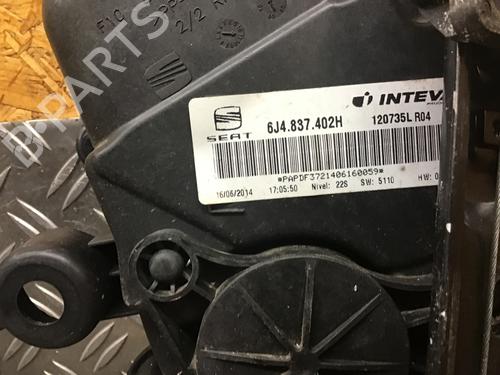 2/2
B-PARTS
INTEVA
SEAT
6J4.837.402H
120735L R04
*PAPDF3721406160059*
16/06/2014 17:05:50 Nivel: 22S SW: 5110 HW: 0